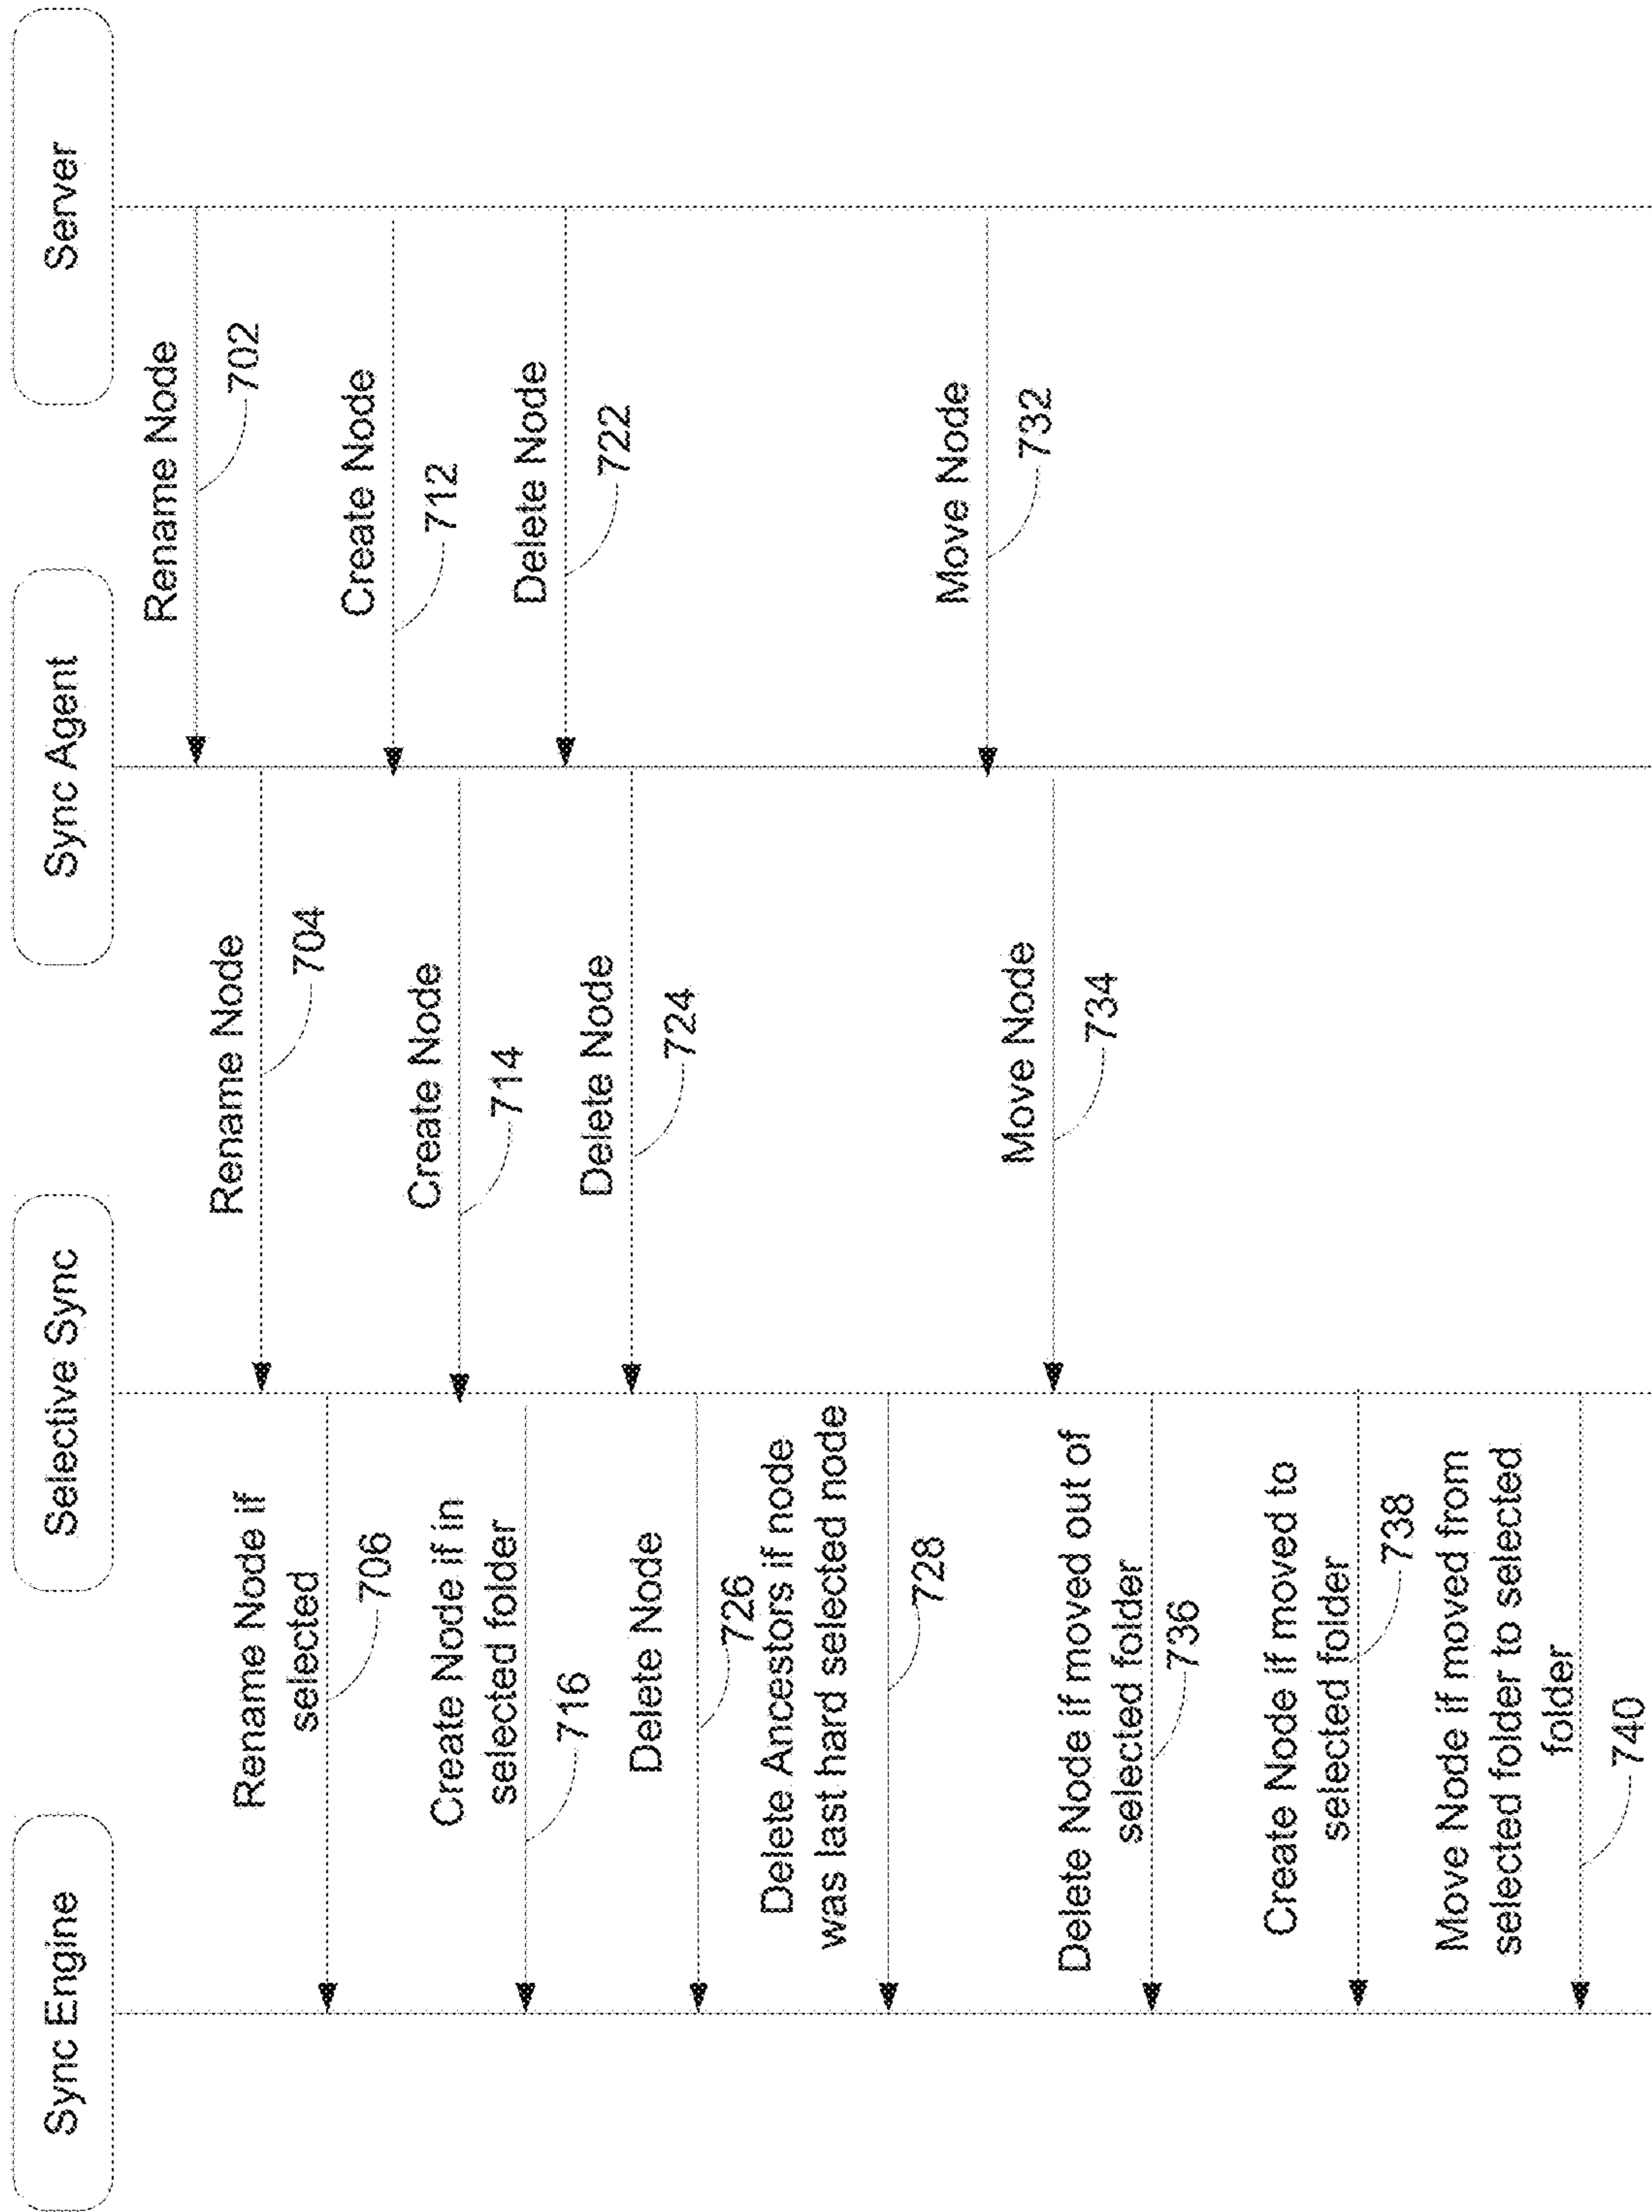 Sync Engine
Selective Sync
Sync Agent
Server
Rename Node
702
Rename Node
704
Rename Node if
selected
706
Create Node
712
Create Node
714
Create Node if in
selected folder
716
Delete Node
722
Delete Node
724
Delete Node
726
Delete Ancestors if node
was last hard selected node
728
Move Node
732
Move Node
734
Delete Node if moved out of
selected folder
736
Create Node if moved to
selected folder
738
Move Node if moved from
selected folder to selected
folder
740